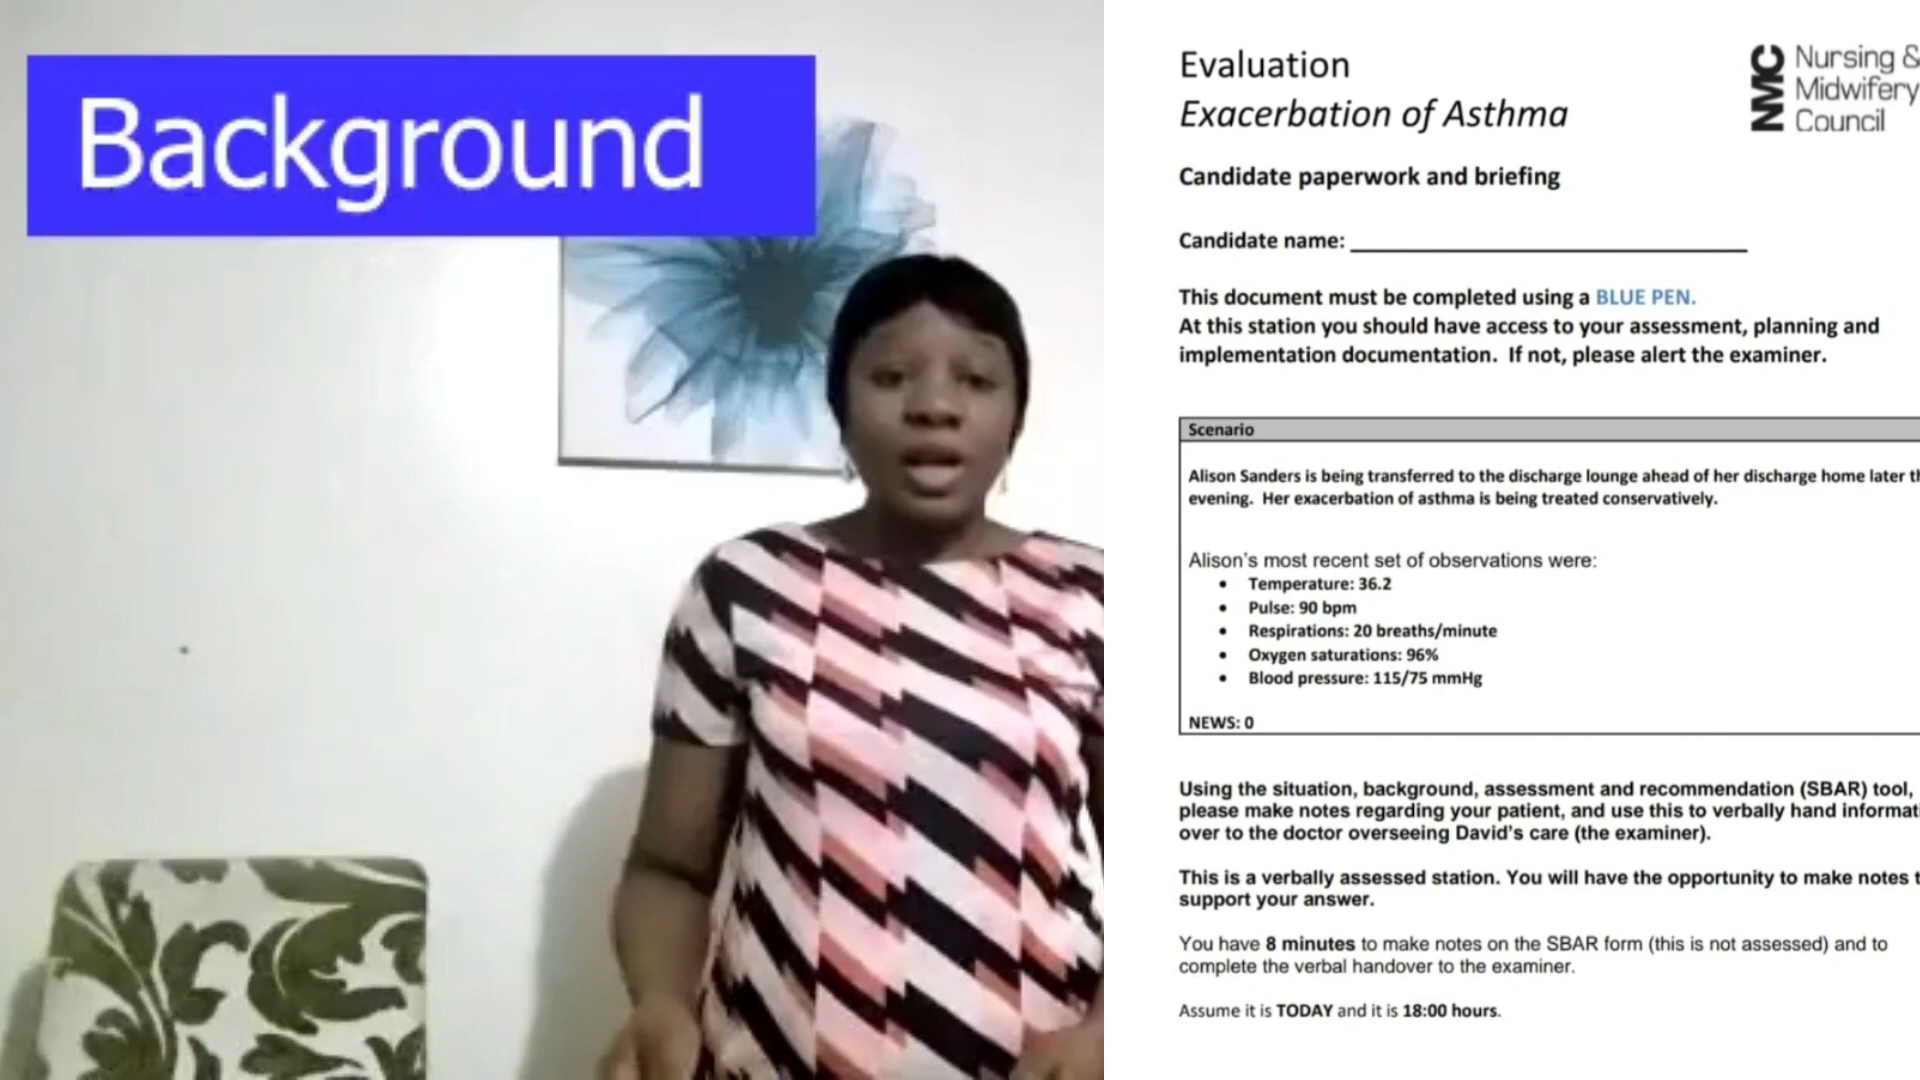 Background
Evaluation
Exacerbation of Asthma
NMC
Nursing &
Midwifery
Council
Candidate paperwork and briefing
Candidate name:
This document must be completed using a BLUE PEN.
At this station you should have access to your assessment, planning and
implementation documentation. If not, please alert the examiner.
Scenario
Alison Sanders is being transferred to the discharge lounge ahead of her discharge home later
evening. Her exacerbation of asthma is being treated conservatively.
Alison's most recent set of observations were:
• Temperature: 36.2
• Pulse: 90 bpm
• Respirations: 20 breaths/minute
• Oxygen saturations: 96%
• Blood pressure: 115/75 mmHg
NEWS: 0
Using the situation, background, assessment and recommendation (SBAR) tool,
please make notes regarding your patient, and use this to verbally hand
over to the doctor overseeing David's care (the examiner).
This is a verbally assessed station. You will have the opportunity to make notes
support your answer.
You have 8 minutes to make notes on the SBAR form (this is not assessed) and to
complete the verbal handover to the examiner.
Assume it is TODAY and it is 18:00 hours.